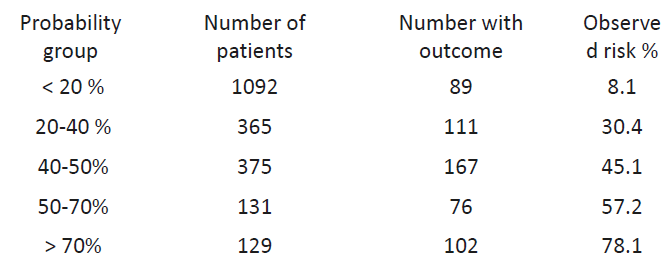 Probability group Number of patients Number with outcome Observe d risk %
< 20 % 1092 89 8.1
20-40 % 365 111 30.4
40-50% 375 167 45.1
50-70% 131 76 57.2
> 70% 129 102 78.1